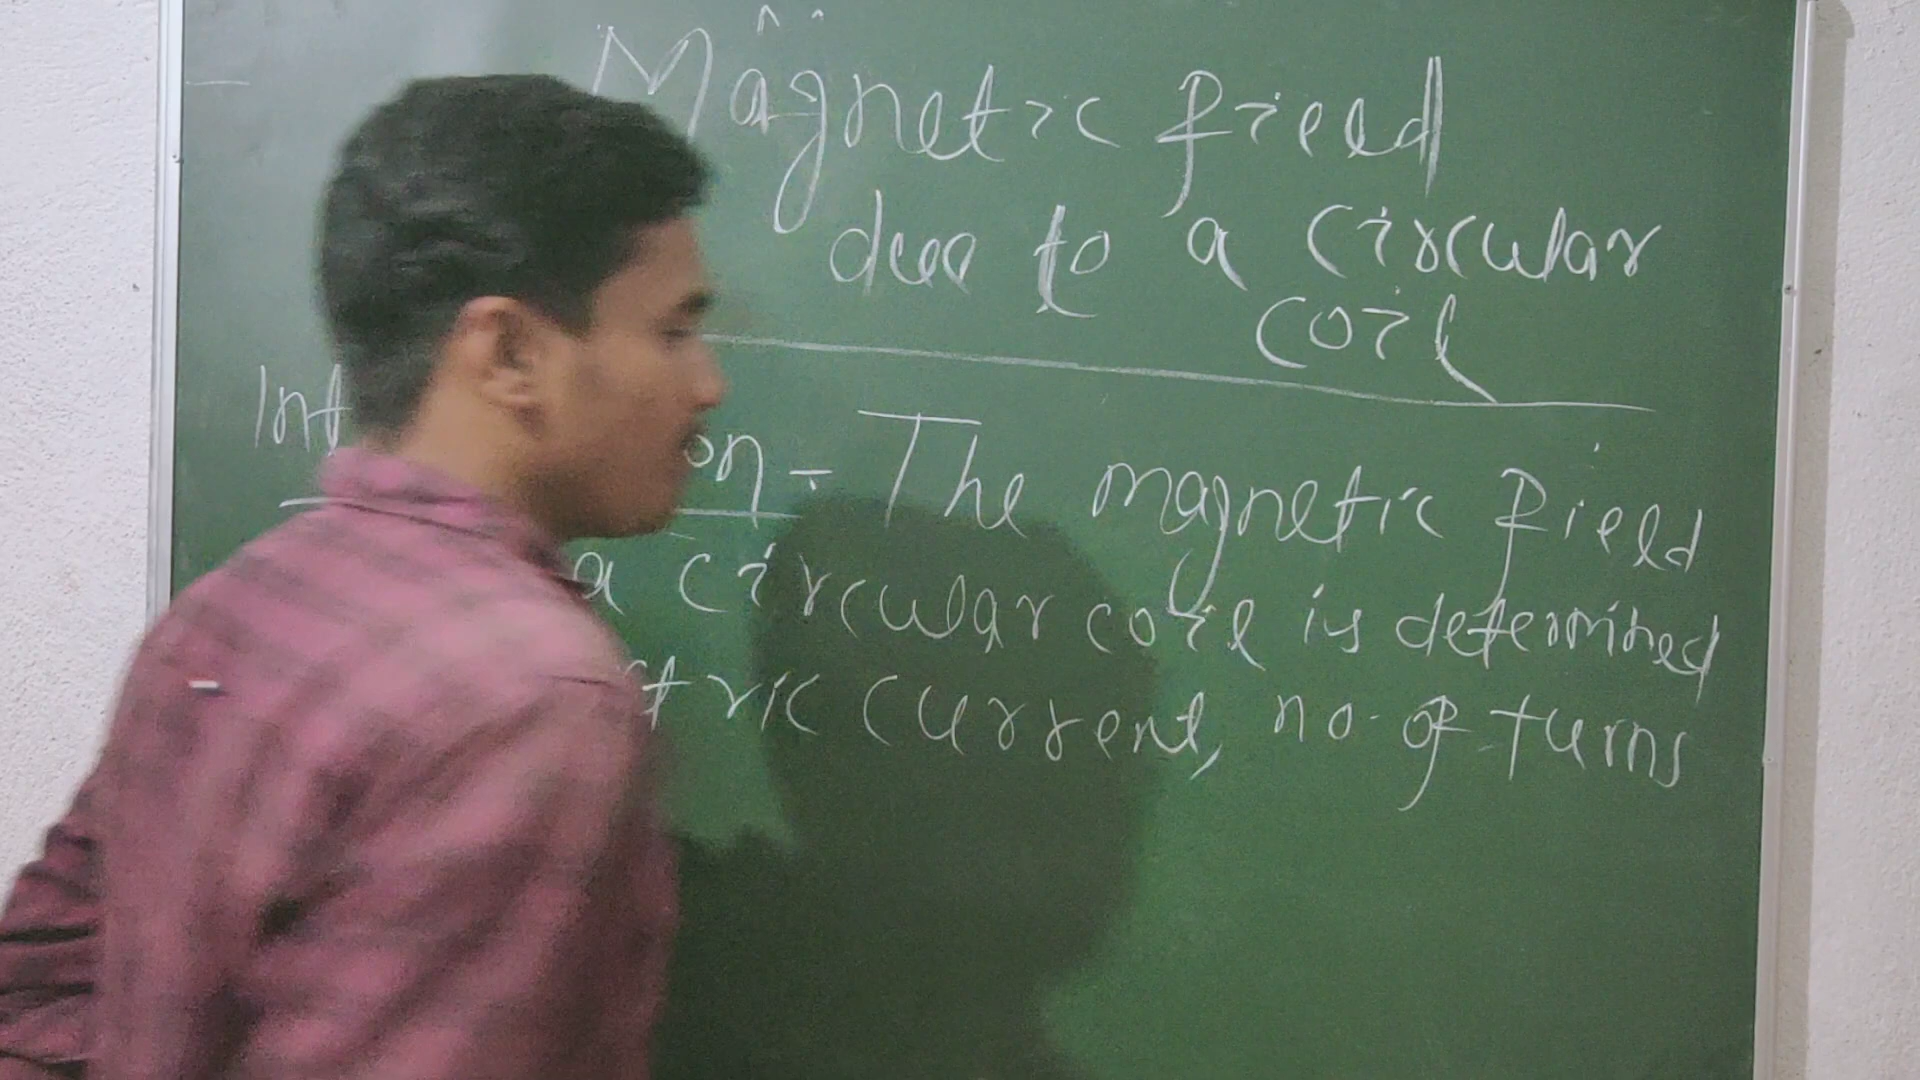 Magnetic field
due to a circular
coil
on - The magnetic field
a circular coil is determined
tric current, no. of turns